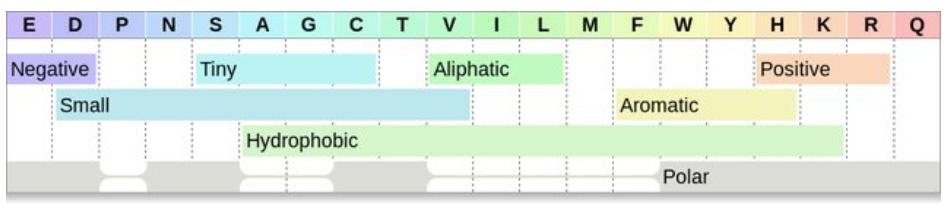 E D P N S A G C T V I L M F W Y H K R Q
Negative Tiny Aliphatic Positive
Small Aromatic
Hydrophobic
Polar